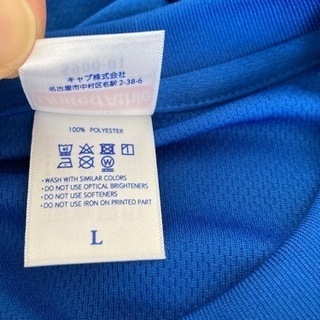 キャブ株式会社
名古屋市中村区名駅2-38-6
United Athle
100% POLYESTER
•WASH WITH SIMILAR COLORS
•DO NOT USE OPTICAL BRIGHTENERS
•DO NOT USE SOFTENERS
•DO NOT USE IRON ON PRINTED PART
L